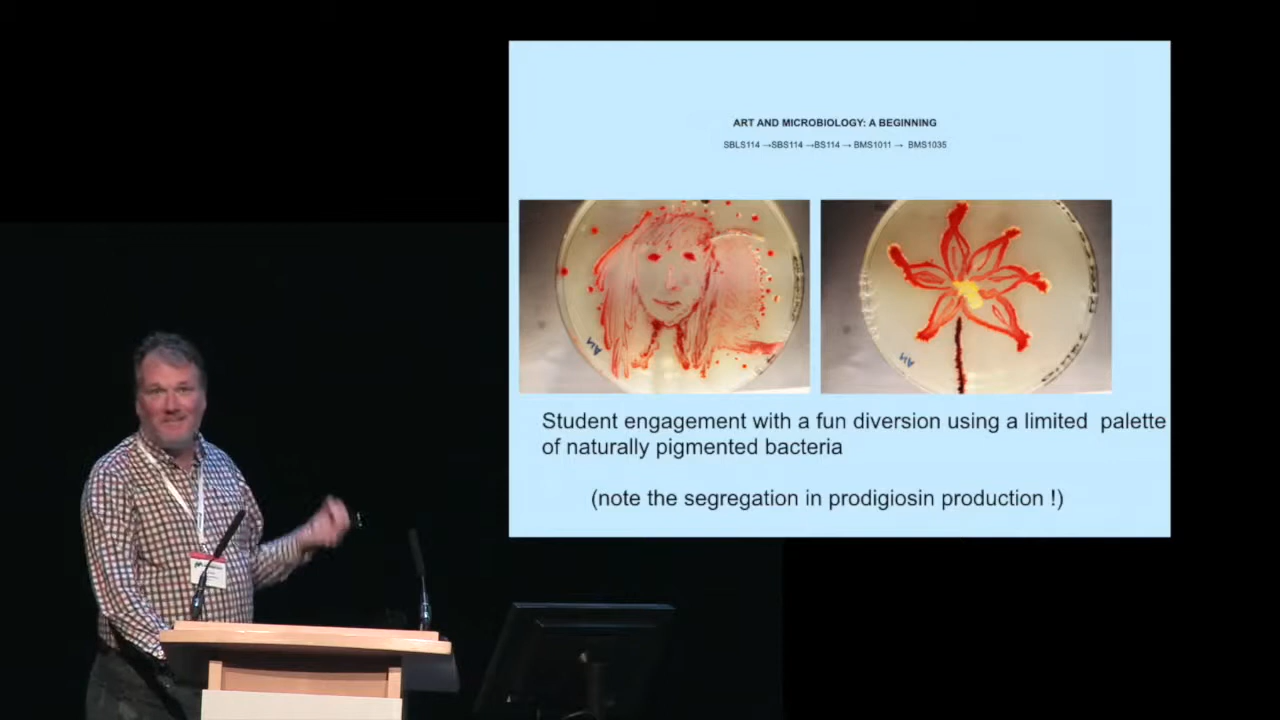 ART AND MICROBIOLOGY: A BEGINNING
SBLS114 →SBS114 →BS114 → BMS1011 → BMS1035
Student engagement with a fun diversion using a limited palette
of naturally pigmented bacteria
(note the segregation in prodigiosin production !)